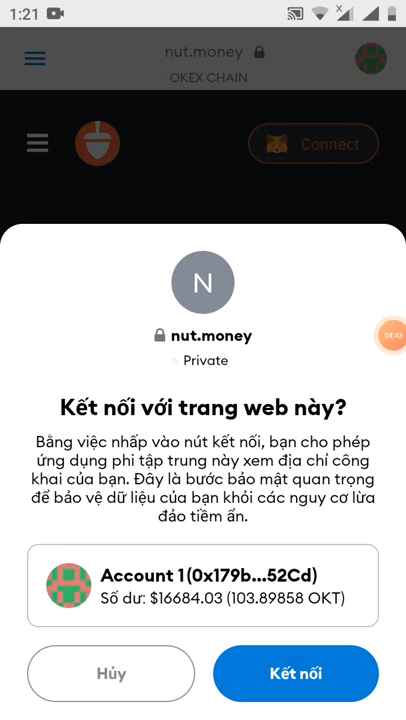 1:21
nut.money
OKEX CHAIN
Connect
N
nut.money
Private
04:43
Kết nối với trang web này?
Bằng việc nhấp vào nút kết nối, bạn cho phép
ứng dụng phi tập trung này xem địa chỉ công
khai của bạn. Đây là bước bảo mật quan trọng
để bảo vệ dữ liệu của bạn khỏi các nguy cơ lừa
đảo tiềm ẩn.
Account 1 (0x179b...52Cd)
Số dư: $16684.03 (103.89858 OKT)
Hủy
Kết nối